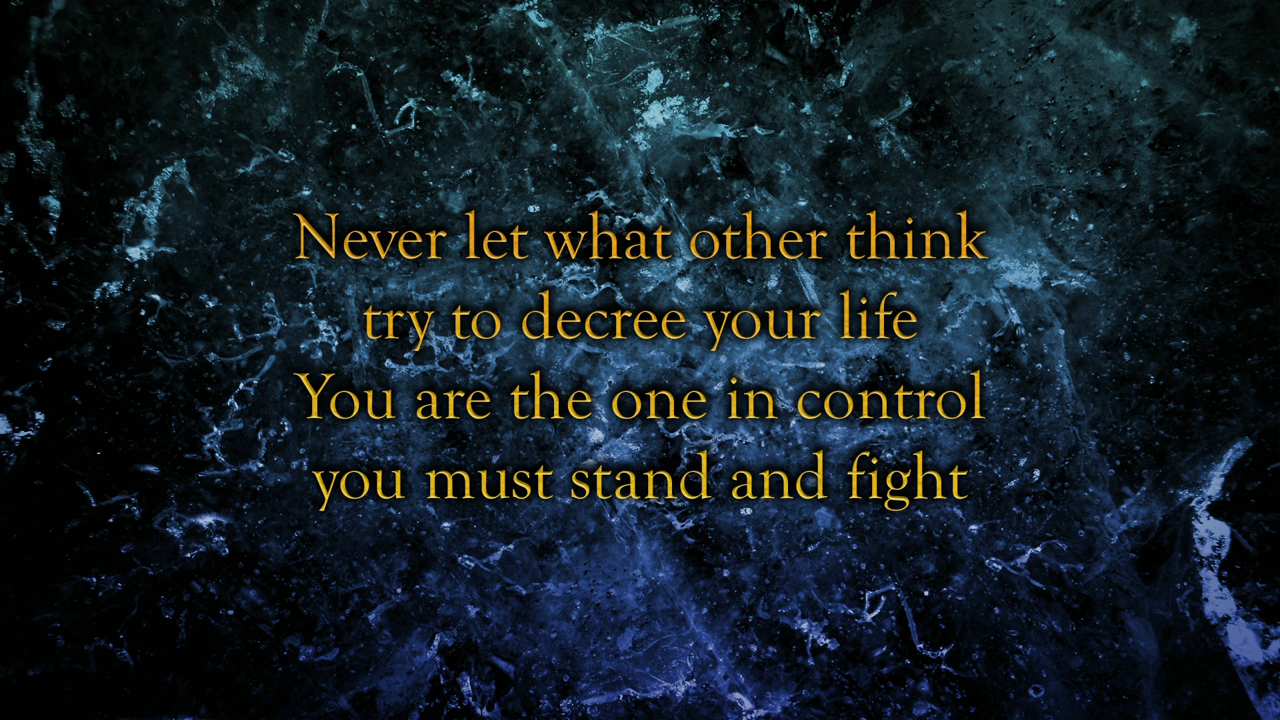 Never let what other think
try to decree your life
You are the one in control
you must stand and fight